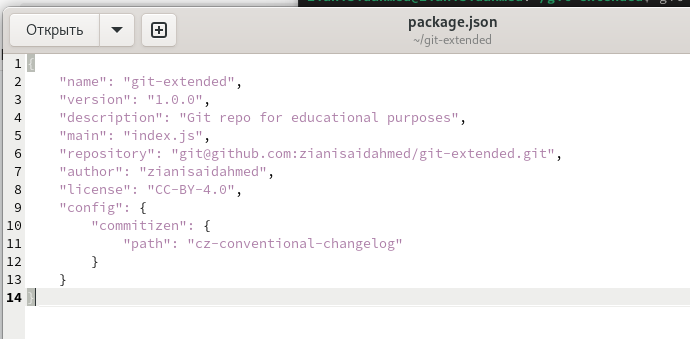 zianisaidahmed
Открыть
package.json
~/git-extended
1 {
2 "name": "git-extended",
3 "version": "1.0.0",
4 "description": "Git repo for educational purposes",
5 "main": "index.js",
6 "repository": "git@github.com:zianisaidahmed/git-extended.git",
7 "author": "zianisaidahmed",
8 "license": "CC-BY-4.0",
9 "config": {
10 "commitizen": {
11 "path": "cz-conventional-changelog"
12 }
13 }
14 }